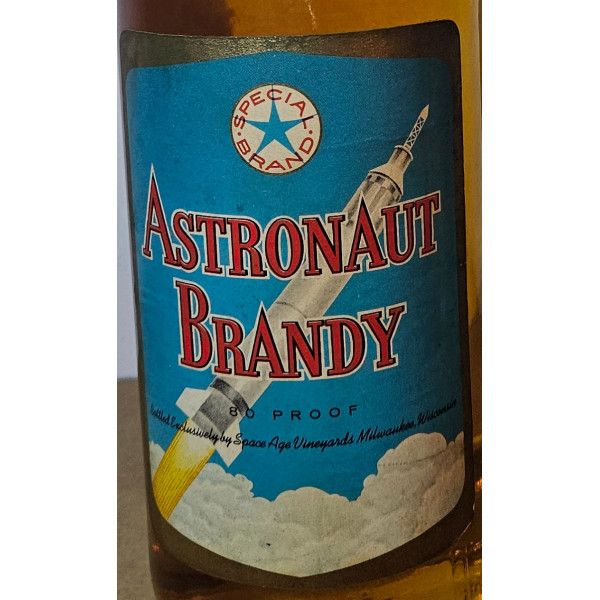 SPECIAL
BRAND
ASTRONAUT
BRANDY
80 PROOF
Bottled Exclusively by Space Age Vineyards Milwaukee, Wisconsin